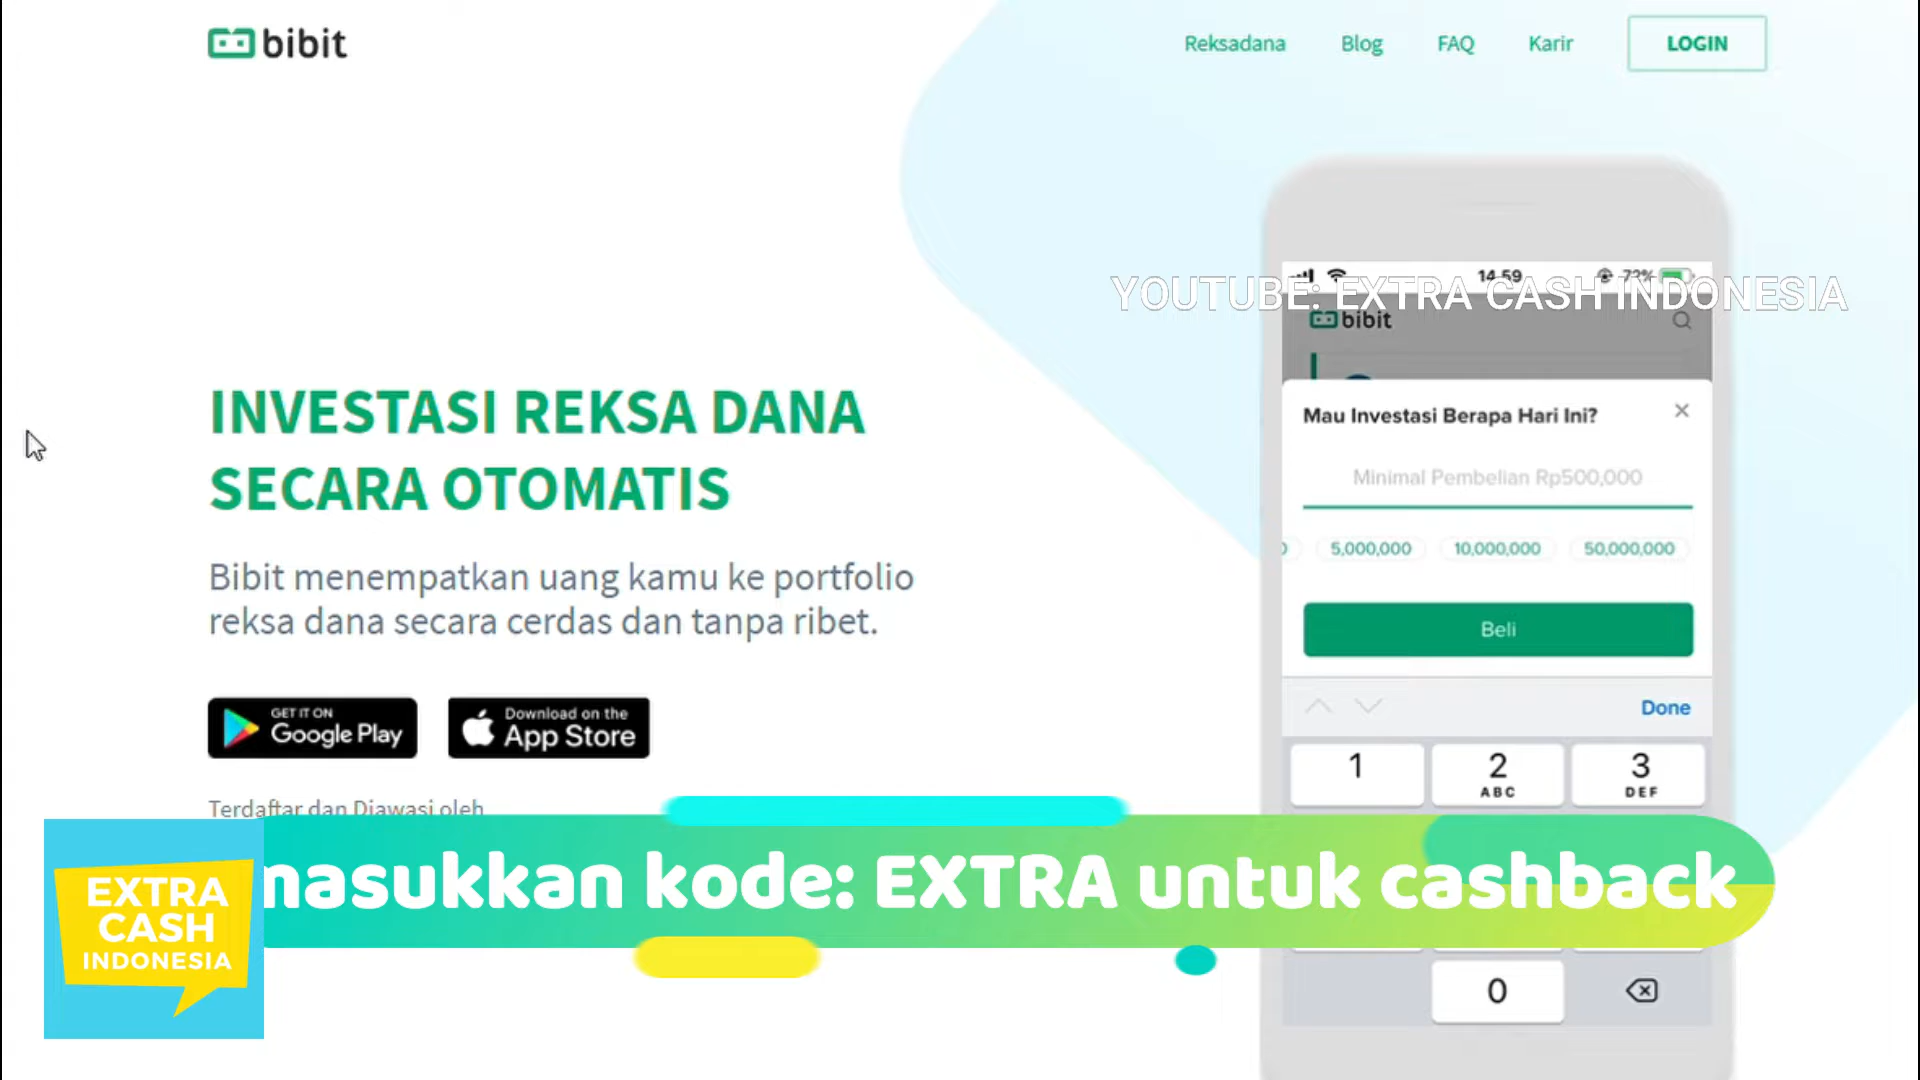 bibit
Reksadana
Blog
FAQ
Karir
LOGIN
14.59
72%
YOUTUBE: EXTRA CASH INDONESIA
bibit
INVESTASI REKSA DANA
SECARA OTOMATIS
Bibit menempatkan uang kamu ke portfolio
reksa dana secara cerdas dan tanpa ribet.
GET IT ON
Google Play
Download on the
App Store
Terdaftar dan Diawasi oleh
Mau Investasi Berapa Hari Ini?
Minimal Pembelian Rp500,000
5,000,000
10,000,000
50,000,000
Beli
Done
1
2
ABC
3
DEF
nasukkan kode: EXTRA untuk cashback
EXTRA
CASH
INDONESIA
0